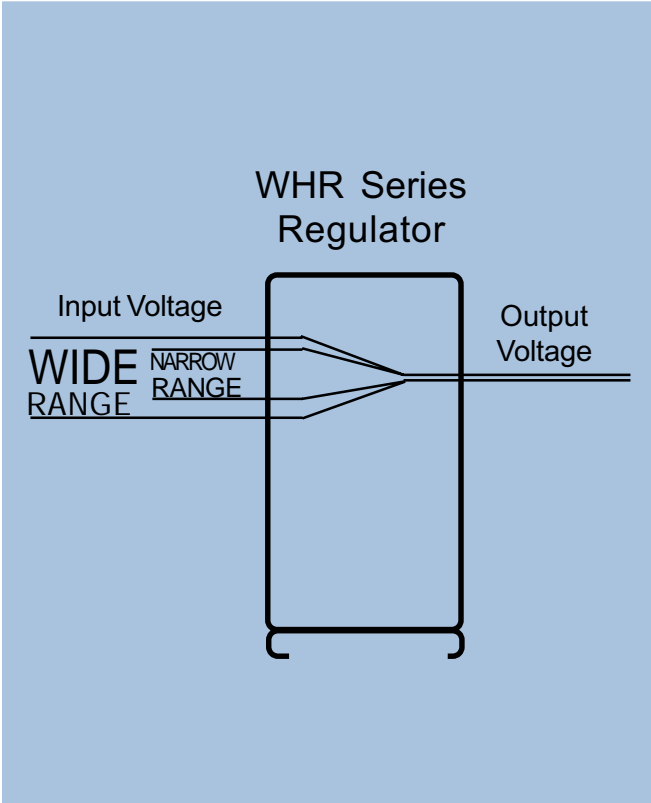 WHR Series
Regulator
Input Voltage
WIDE
RANGE
NARROW
RANGE
Output
Voltage